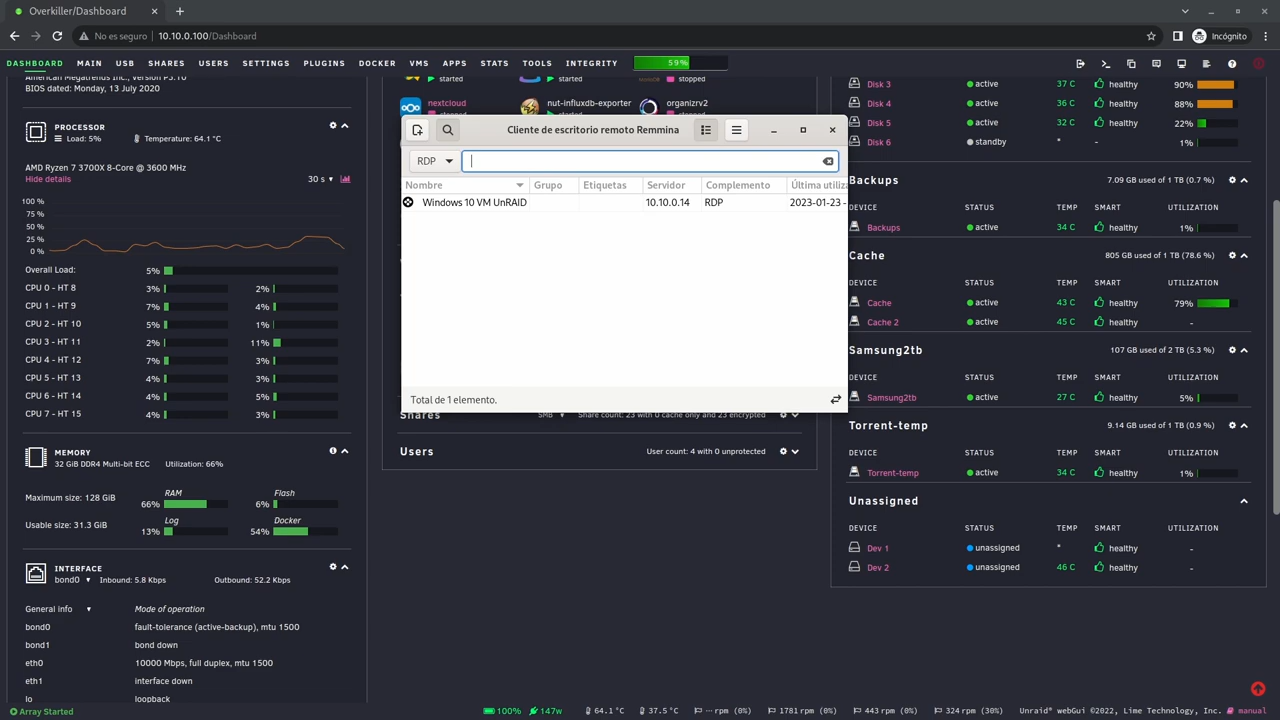 Overkiller/Dashboard
No es seguro 10.10.0.100/Dashboard Incógnito
DASHBOARD MAIN USB SHARES USERS SETTINGS PLUGINS DOCKER VMS APPS STATS TOOLS INTEGRITY 59%
American Megatrends Inc., Version P3.10
BIOS dated: Monday, 13 July 2020
PROCESSOR
Load: 5% Temperature: 64.1 °C
AMD Ryzen 7 3700X 8-Core @ 3600 MHz
Hide details 30 s
100 %
75 %
50 %
25 %
0 %
Overall Load: 5%
CPU 0 - HT 8 3% 2%
CPU 1 - HT 9 7% 4%
CPU 2 - HT 10 5% 1%
CPU 3 - HT 11 2% 11%
CPU 4 - HT 12 7% 3%
CPU 5 - HT 13 4% 3%
CPU 6 - HT 14 4% 5%
CPU 7 - HT 15 4% 3%
MEMORY
32 GiB DDR4 Multi-bit ECC Utilization: 66%
RAM Flash
Maximum size: 128 GiB 66% 6%
Log Docker
Usable size: 31.3 GiB 13% 54%
INTERFACE
bond0 Inbound: 5.8 Kbps Outbound: 52.2 Kbps
General info Mode of operation
bond0 fault-tolerance (active-backup), mtu 1500
bond1 bond down
eth0 10000 Mbps, full duplex, mtu 1500
eth1 interface down
lo loopback
started started stopped
nextcloud nut-influxdb-exporter organizrv2
Cliente de escritorio remoto Remmina
RDP
Nombre Grupo Etiquetas Servidor Complemento Última utiliza
Windows 10 VM UnRAID 10.10.0.14 RDP 2023-01-23 -
Total de 1 elemento.
Shares SMB Share count: 23 with 0 cache only and 23 encrypted
Users User count: 4 with 0 unprotected
Disk 3 active 37 C healthy 90%
Disk 4 active 36 C healthy 88%
Disk 5 active 32 C healthy 22%
Disk 6 standby * healthy 1%
Backups 7.09 GB used of 1 TB (0.7 %)
DEVICE STATUS TEMP SMART UTILIZATION
Backups active 34 C healthy 1%
Cache 805 GB used of 1 TB (78.6 %)
DEVICE STATUS TEMP SMART UTILIZATION
Cache active 43 C healthy 79%
Cache 2 active 45 C healthy -
Samsung2tb 107 GB used of 2 TB (5.3 %)
DEVICE STATUS TEMP SMART UTILIZATION
Samsung2tb active 27 C healthy 5%
Torrent-temp 9.14 GB used of 1 TB (0.9 %)
DEVICE STATUS TEMP SMART UTILIZATION
Torrent-temp active 34 C healthy 1%
Unassigned
DEVICE STATUS TEMP SMART UTILIZATION
Dev 1 unassigned * healthy -
Dev 2 unassigned 46 C healthy -
Array Started 100% 147w 64.1 °C 37.5 °C --- rpm (0%) 1781 rpm (0%) 443 rpm (0%) 324 rpm (30%) Unraid® webGui ©2022, Lime Technology, Inc. manual